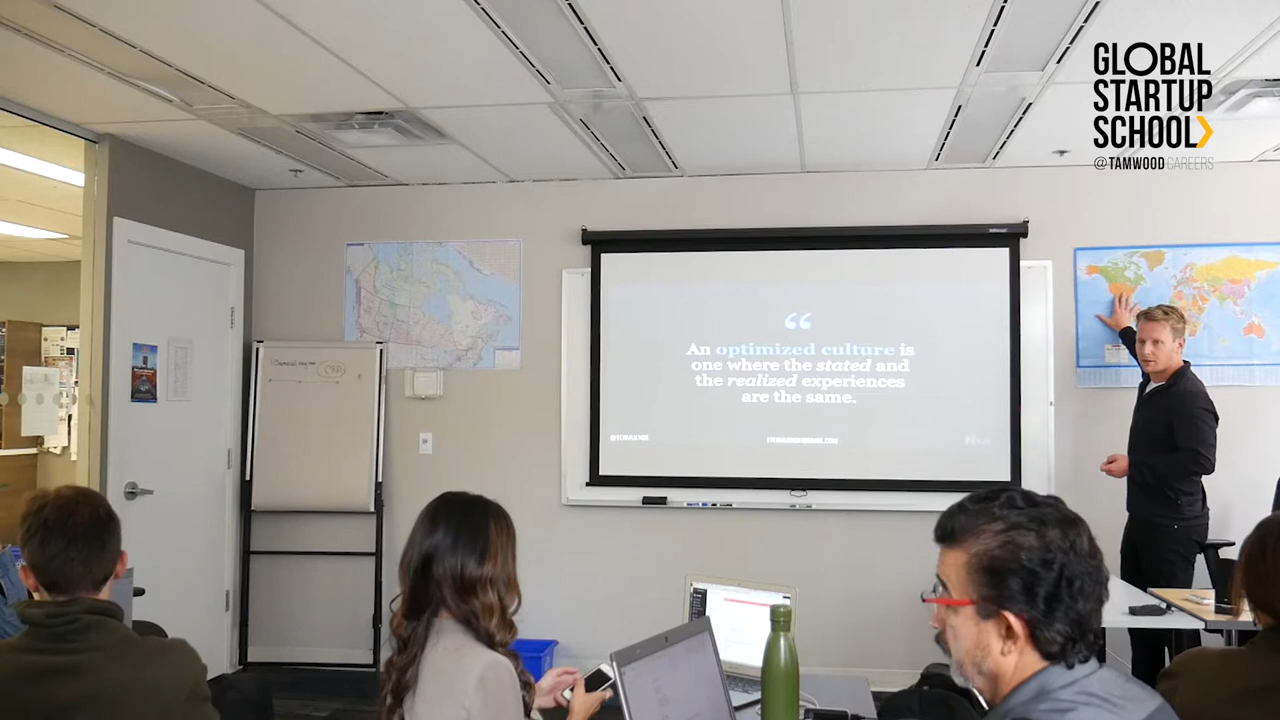 GLOBAL
STARTUP
SCHOOL
@TAMWOOD CAREERS
“
An optimized culture is
one where the stated and
the realized experiences
are the same.